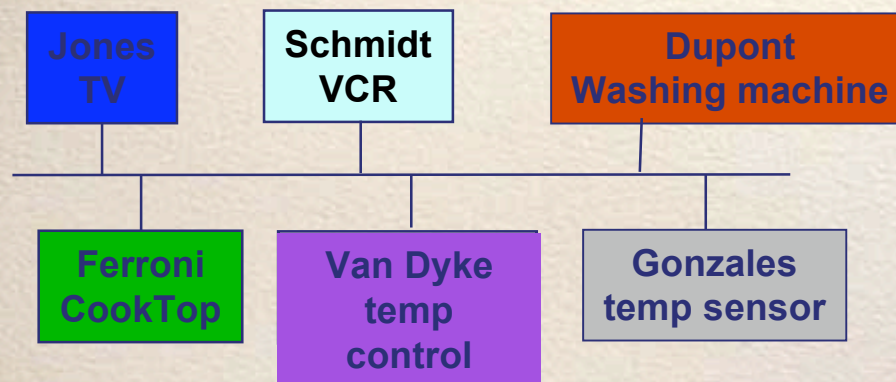 Jones
TV
Schmidt
VCR
Dupont
Washing machine
Ferroni
CookTop
Van Dyke
temp
control
Gonzales
temp sensor